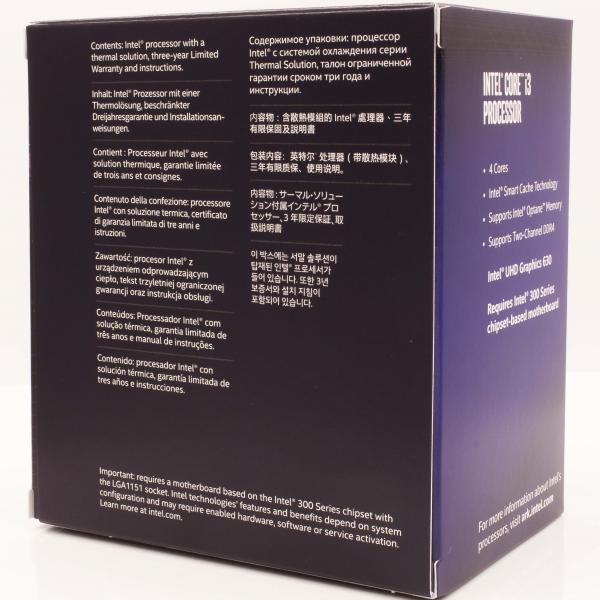 Contents: Intel® processor with a
thermal solution, three-year Limited
Warranty and instructions.
Inhalt: Intel® Prozessor mit einer
Thermolösung, beschränkter
Dreijahresgarantie und Installationsan-
weisungen.
Contient : Processeur Intel® avec
solution thermique, garantie limitée
de trois ans et consignes.
Contenuto della confezione: processore
Intel® con soluzione termica, certificato
di garanzia limitata di tre anni e
istruzioni.
Zawartość: procesor Intel® z
urządzeniem odprowadzającym
ciepło, tekst trzyletniej ograniczonej
gwarancji oraz instrukcja obsługi.
Conteúdos: Processador Intel® com
solução térmica, garantia limitada de
três anos e manual de instruções.
Contenido: procesador Intel® con
solución térmica, garantía limitada de
tres años e instrucciones.
Содержимое упаковки: процессор
Intel® с системой охлаждения серии
Thermal Solution, талон ограниченной
гарантии сроком три года и
инструкции.
內容物：含散熱模組的 Intel® 處理器、三年
有限保固及說明書
包装内容：英特尔® 处理器（带散热模块）、
三年有限质保、使用说明。
内容物：サーマル・ソリュー
ション付属インテル® プロ
セッサー、3 年限定保証、取
扱説明書
이 박스에는 서말 솔루션이
탑재된 인텔® 프로세서가
들어 있습니다. 또한 3년
보증서와 설치 지침이
포함되어 있습니다.
Important: requires a motherboard based on the Intel® 300 Series chipset with
the LGA1151 socket. Intel technologies' features and benefits depend on system
configuration and may require enabled hardware, software or service activation.
Learn more at intel.com.
INTEL® CORE™ i3
PROCESSOR
• 4 Cores
• Intel® Smart Cache Technology
• Supports Intel® Optane™ Memory
• Supports Two-Channel DDR4
Intel® UHD Graphics 630
Requires Intel® 300 Series
chipset-based motherboard
For more information about Intel's
processors, visit ark.intel.com